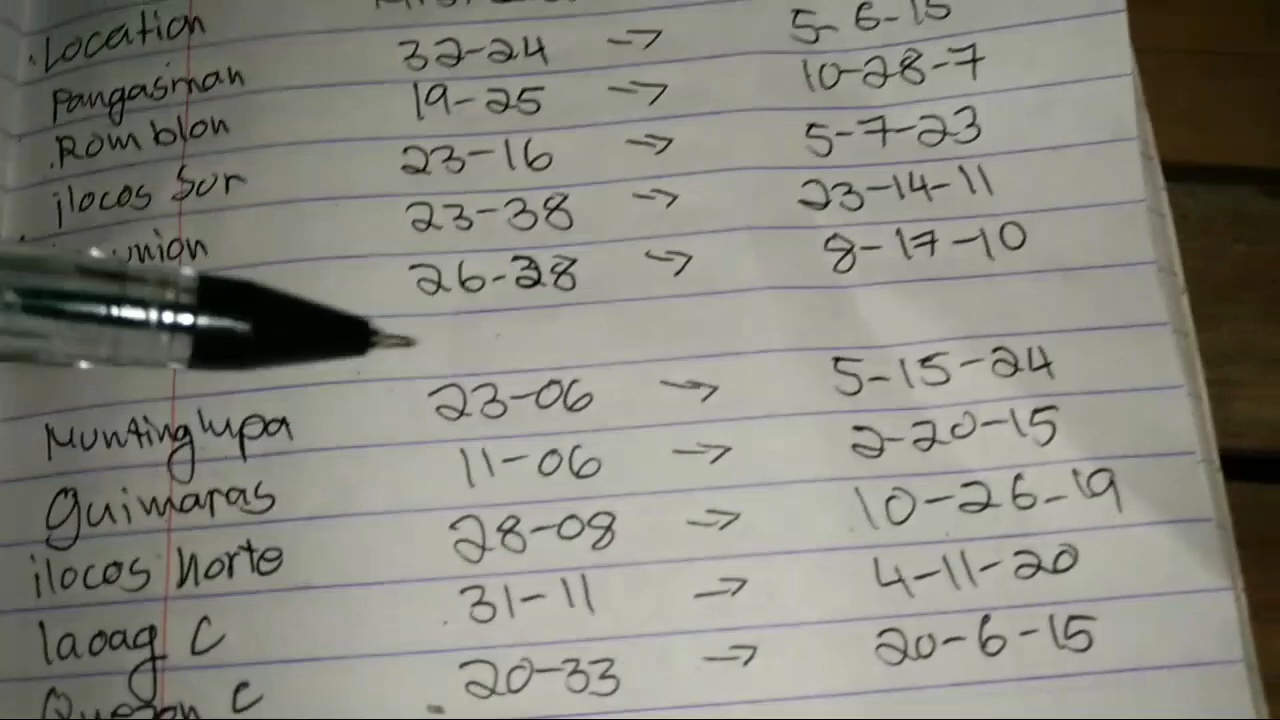 .Location
Pangasinan 32-24 → 5-6-15
.Romblon 19-25 → 10-28-7
ilocos Sur 23-16 → 5-7-23
union 23-38 → 23-14-11
26-28 → 8-17-10
Muntinglupa 23-06 → 5-15-24
Guimaras 11-06 → 2-20-15
ilocos Norte 28-08 → 10-26-19
laoag C 31-11 → 4-11-20
Quezon C 20-33 → 20-6-15